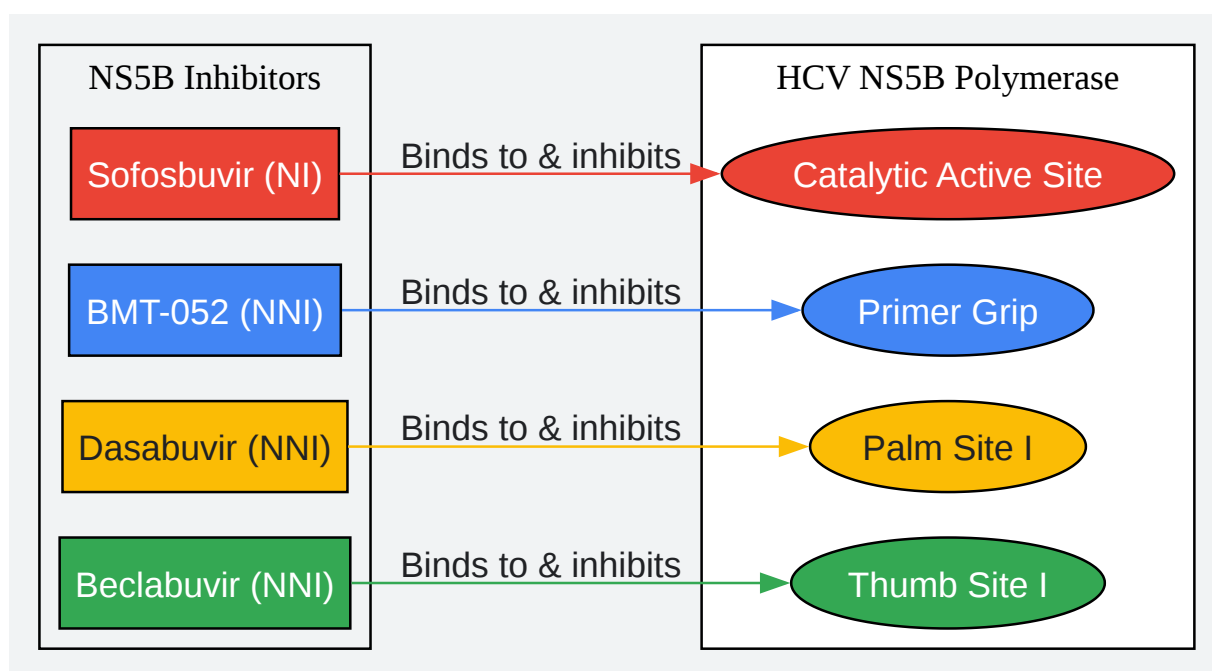 NS5B Inhibitors
HCV NS5B Polymerase
Sofosbuvir (NI)
Binds to & inhibits
Catalytic Active Site
BMT-052 (NNI)
Binds to & inhibits
Primer Grip
Dasabuvir (NNI)
Binds to & inhibits
Palm Site I
Beclabuvir (NNI)
Binds to & inhibits
Thumb Site I